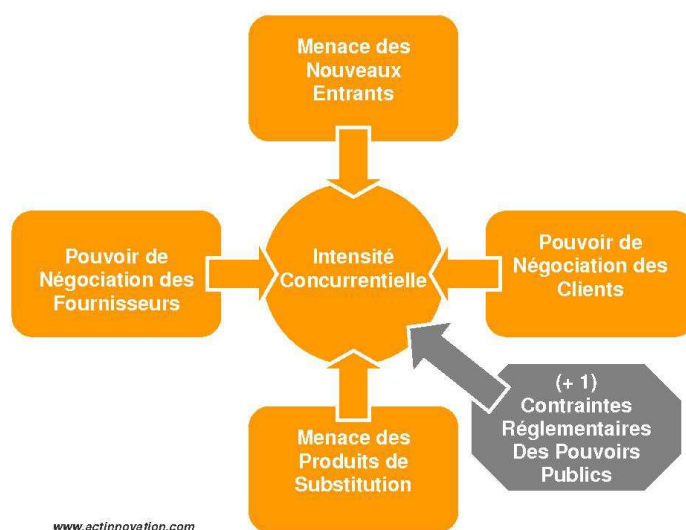 Menace des
Nouveaux
Entrants
Pouvoir de
Négociation des
Fournisseurs
Intensité
Concurrentielle
Pouvoir de
Négociation des
Clients
(+ 1)
Contraintes
Réglementaires
Des Pouvoirs
Publics
Menace des
Produits de
Substitution
www.actinnovation.com